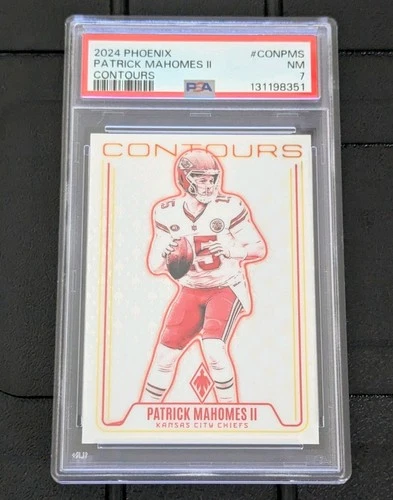 2024 PHOENIX #CONPMS
PATRICK MAHOMES II NM
CONTOURS 7
PSA 131198351
CONTOURS
15
15
PATRICK MAHOMES II
KANSAS CITY CHIEFS